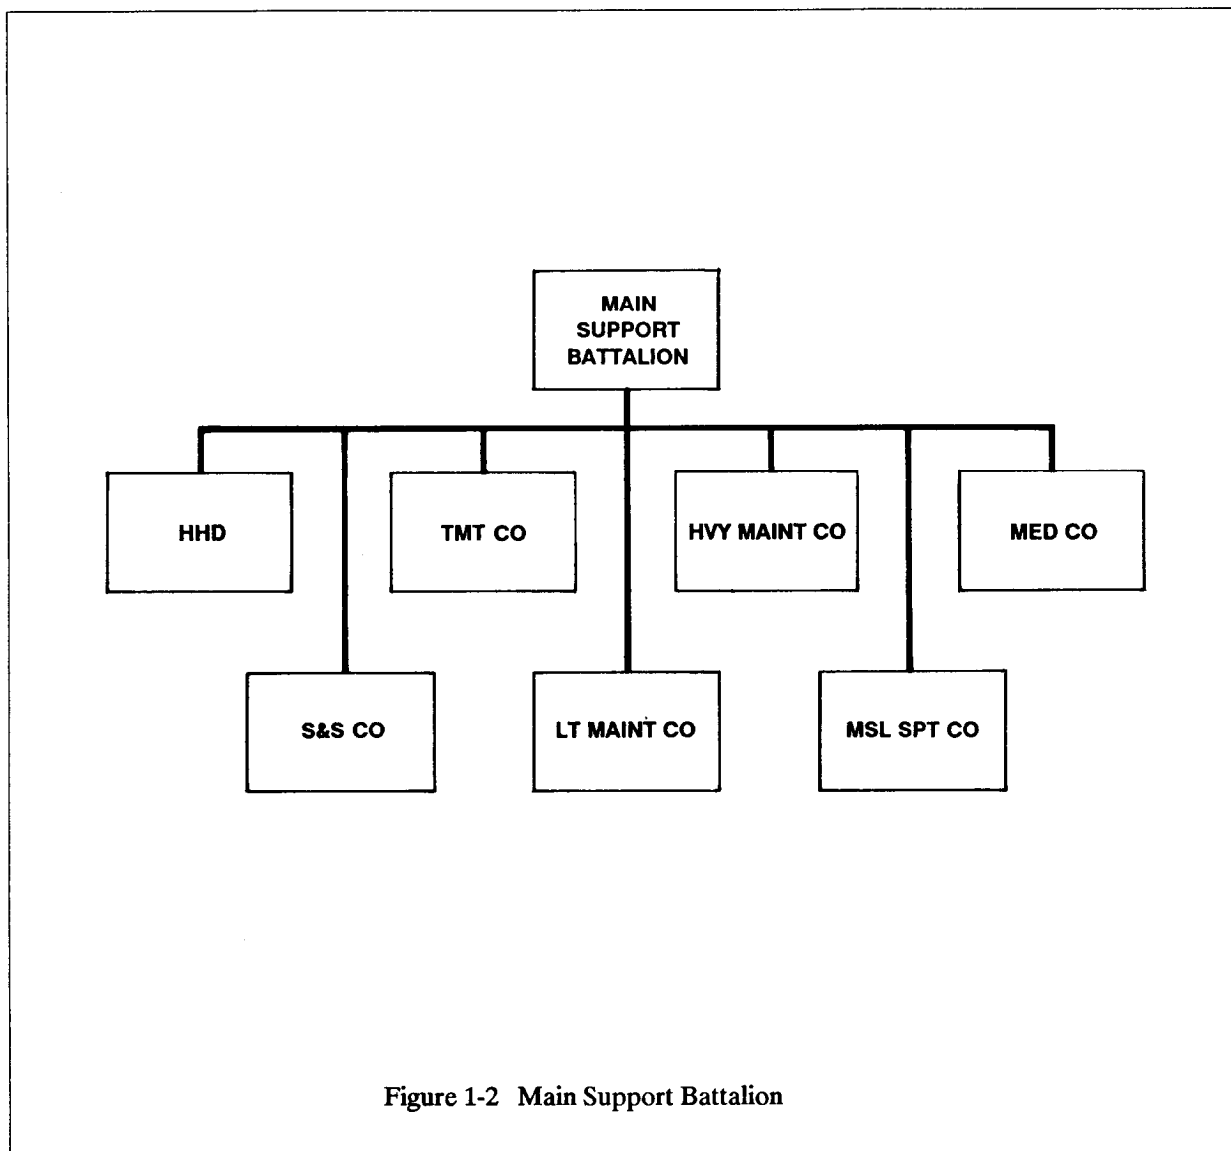 MAIN
SUPPORT
BATTALION
HHD
TMT CO
HVY MAINT CO
MED CO
S&S CO
LT MAINT CO
MSL SPT CO
Figure 1-2 Main Support Battalion